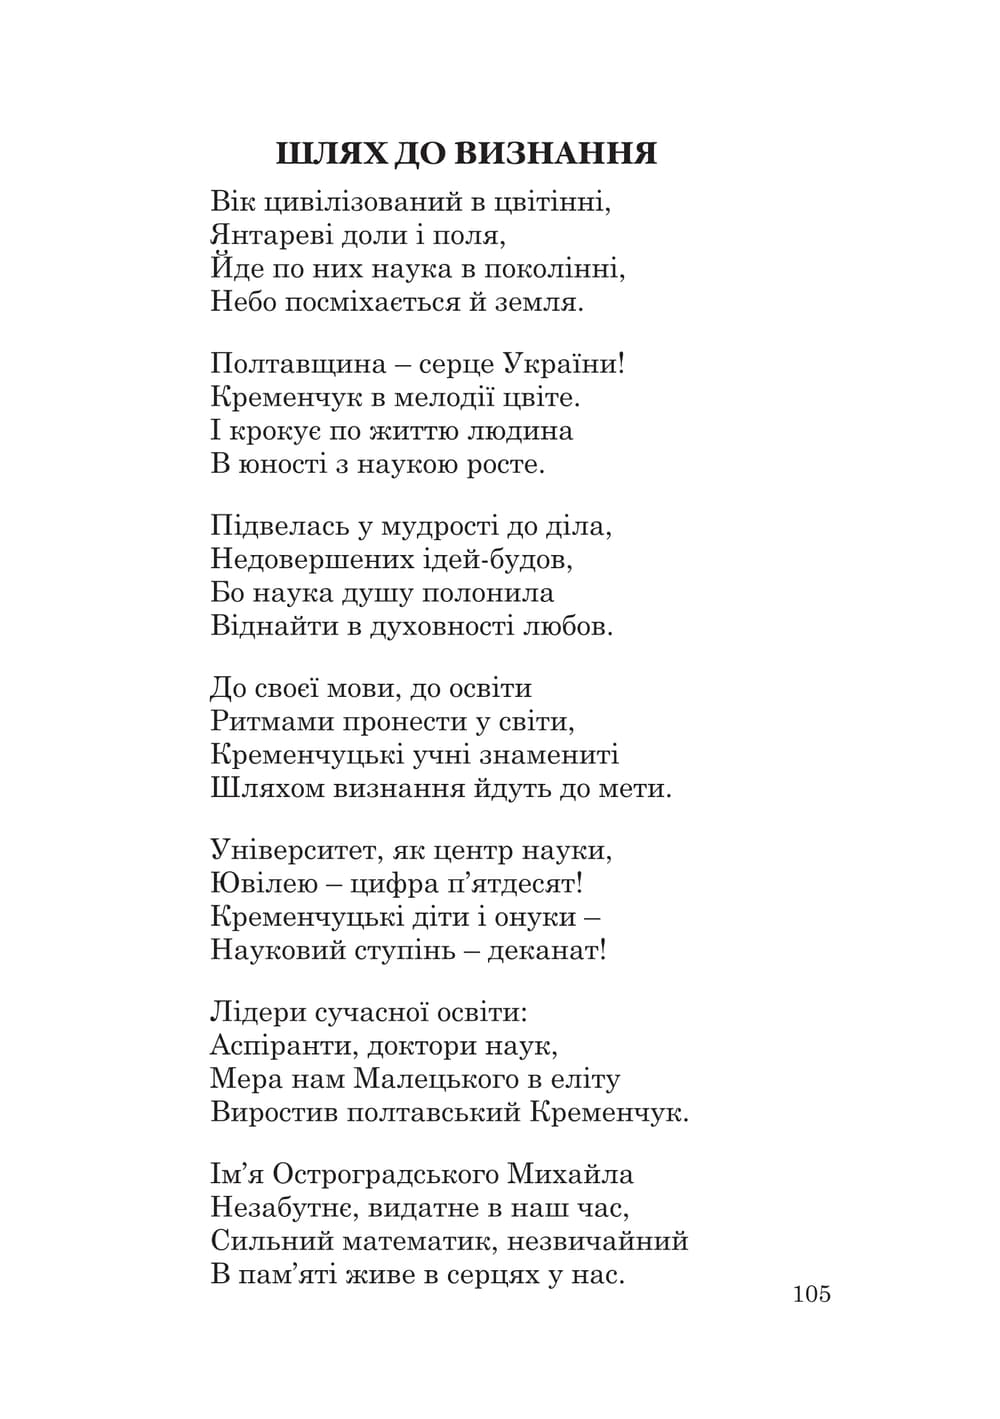 ШЛЯХ ДО ВИЗНАННЯ
Вік цивілізований в цвітінні,
Янтареві доли і поля,
Йде по них наука в поколінні,
Небо посміхається й земля.
Полтавщина – серце України!
Кременчук в мелодії цвіте.
І крокує по життю людина
В юності з наукою росте.
Підвелась у мудрості до діла,
Недовершених ідей-будов,
Бо наука душу полонила
Віднайти в духовності любов.
До своєї мови, до освіти
Ритмами пронести у світи,
Кременчуцькі учні знамениті
Шляхом визнання йдуть до мети.
Університет, як центр науки,
Ювілею – цифра п’ятдесят!
Кременчуцькі діти і онуки –
Науковий ступінь – деканат!
Лідери сучасної освіти:
Аспіранти, доктори наук,
Мера нам Малецького в еліту
Виростив полтавський Кременчук.
Ім’я Остроградського Михайла
Незабутнє, видатне в наш час,
Сильний математик, незвичайний
В пам’яті живе в серцях у нас.
105